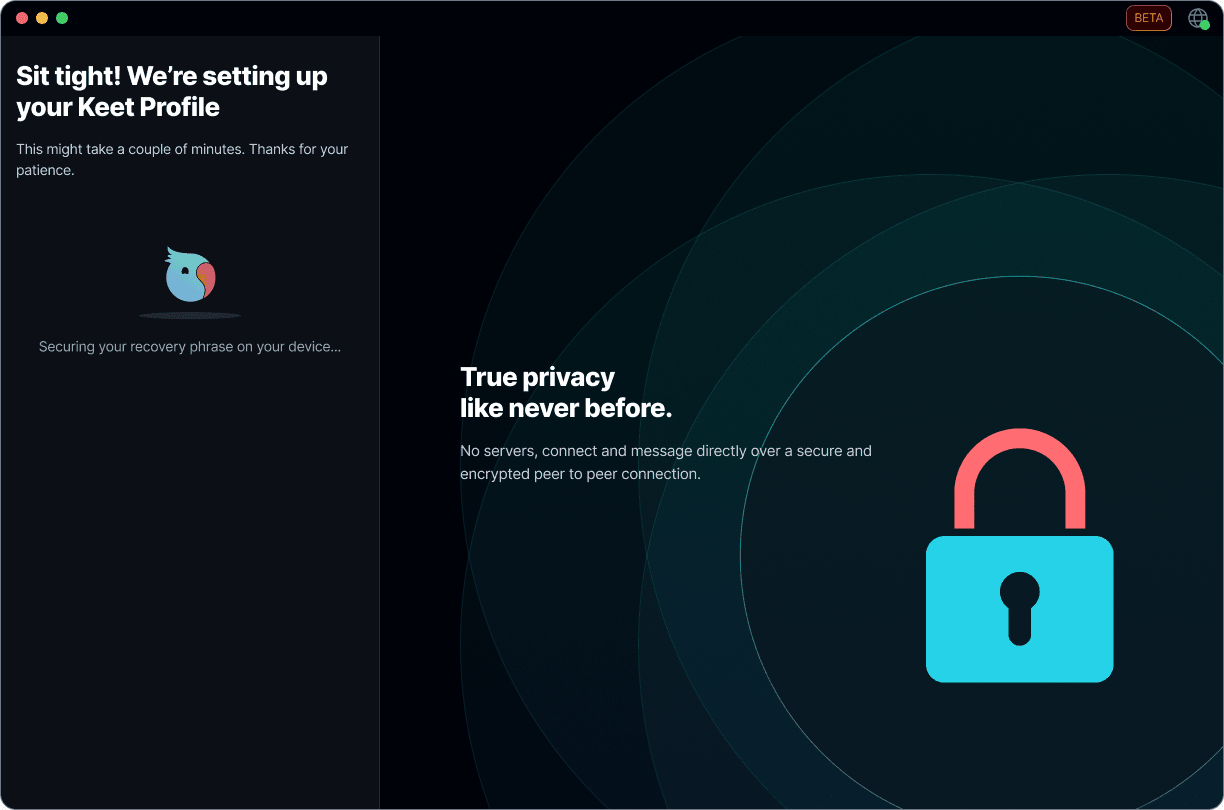 BETA
Sit tight! We’re setting up
your Keet Profile
This might take a couple of minutes. Thanks for your
patience.
Securing your recovery phrase on your device...
True privacy
like never before.
No servers, connect and message directly over a secure and
encrypted peer to peer connection.